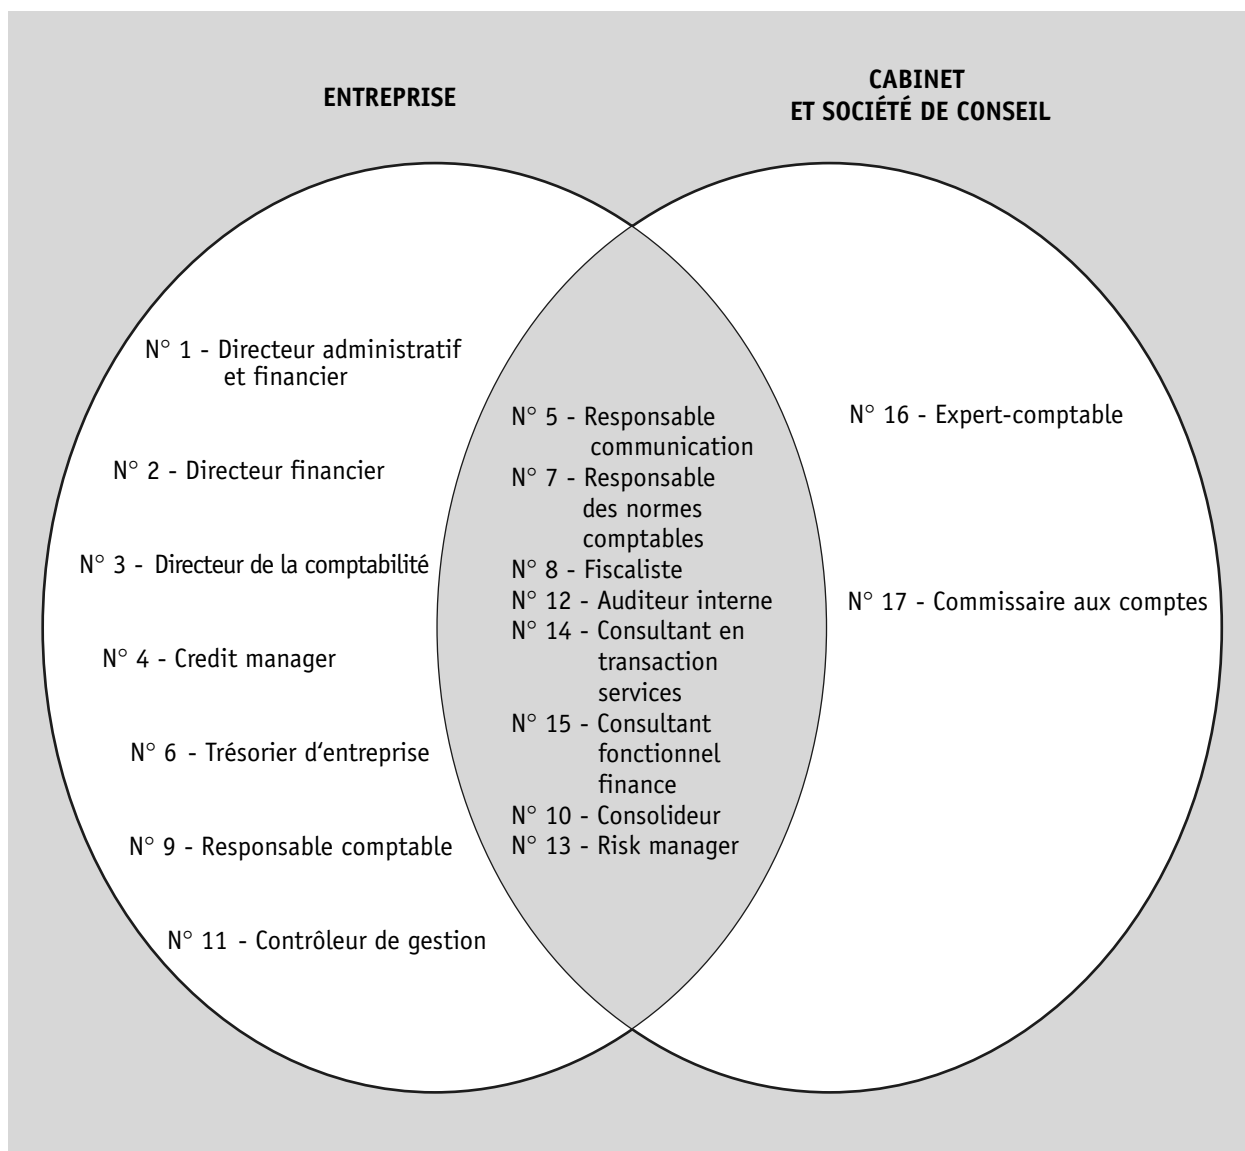 ENTREPRISE
CABINET
ET SOCIÉTÉ DE CONSEIL
N° 1 - Directeur administratif
et financier
N° 2 - Directeur financier
N° 3 - Directeur de la comptabilité
N° 4 - Credit manager
N° 6 - Trésorier d‘entreprise
N° 9 - Responsable comptable
N° 11 - Contrôleur de gestion
N° 5 - Responsable
communication
N° 7 - Responsable
des normes
comptables
N° 8 - Fiscaliste
N° 12 - Auditeur interne
N° 14 - Consultant en
transaction
services
N° 15 - Consultant
fonctionnel
finance
N° 10 - Consolideur
N° 13 - Risk manager
N° 16 - Expert-comptable
N° 17 - Commissaire aux comptes